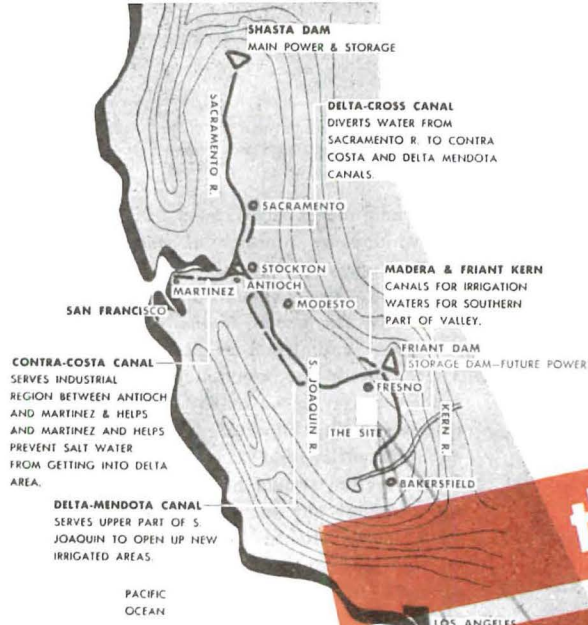 SHASTA DAM
MAIN POWER & STORAGE
SACRAMENTO R.
DELTA-CROSS CANAL
DIVERTS WATER FROM
SACRAMENTO R. TO CONTRA
COSTA AND DELTA MENDOTA
CANALS.
SACRAMENTO
STOCKTON
ANTIOCH
MARTINEZ
MODESTO
SAN FRANCISCO
MADERA & FRIANT KERN
CANALS FOR IRRIGATION
WATERS FOR SOUTHERN
PART OF VALLEY.
FRIANT DAM
STORAGE DAM—FUTURE POWER
FRESNO
CONTRA-COSTA CANAL
SERVES INDUSTRIAL
REGION BETWEEN ANTIOCH
AND MARTINEZ & HELPS
AND MARTINEZ AND HELPS
PREVENT SALT WATER
FROM GETTING INTO DELTA
AREA.
S. JOAQUIN R.
THE SITE
KERN R.
BAKERSFIELD
DELTA-MENDOTA CANAL
SERVES UPPER PART OF S.
JOAQUIN TO OPEN UP NEW
IRRIGATED AREAS.
PACIFIC
OCEAN
LOS ANGELES
t